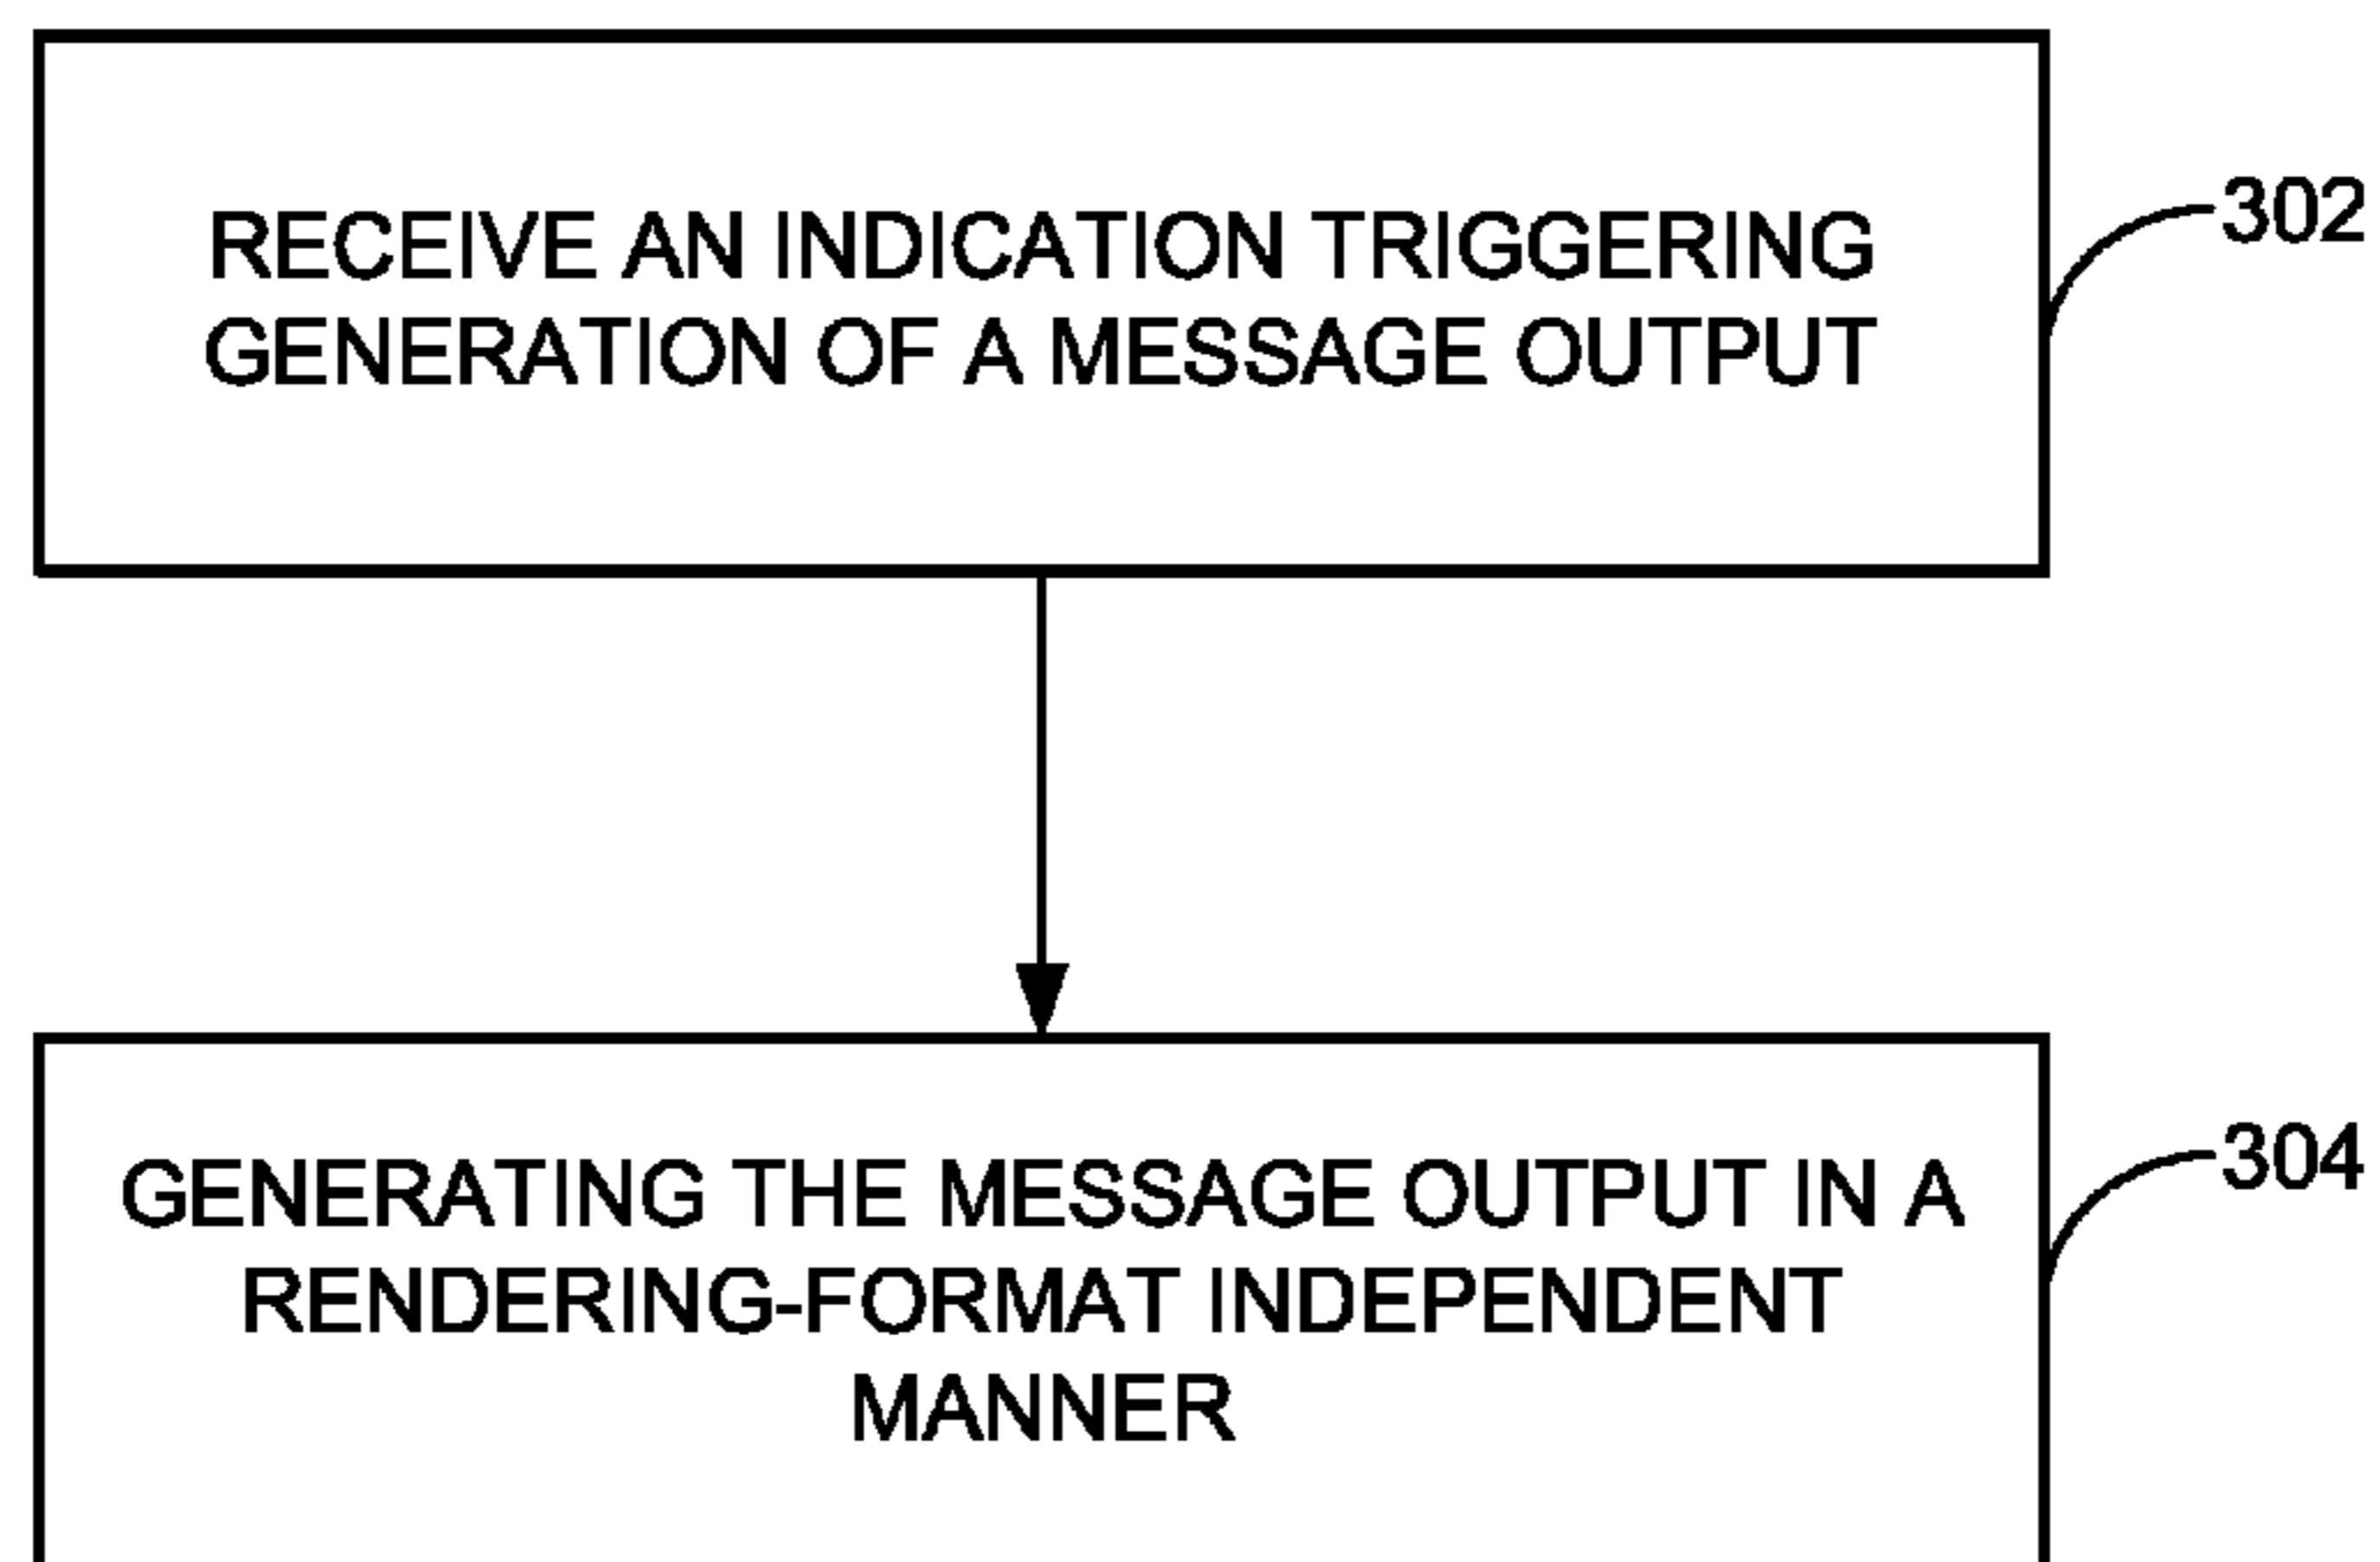 RECEIVE AN INDICATION TRIGGERING
GENERATION OF A MESSAGE OUTPUT
302
GENERATING THE MESSAGE OUTPUT IN A
RENDERING-FORMAT INDEPENDENT
MANNER
304